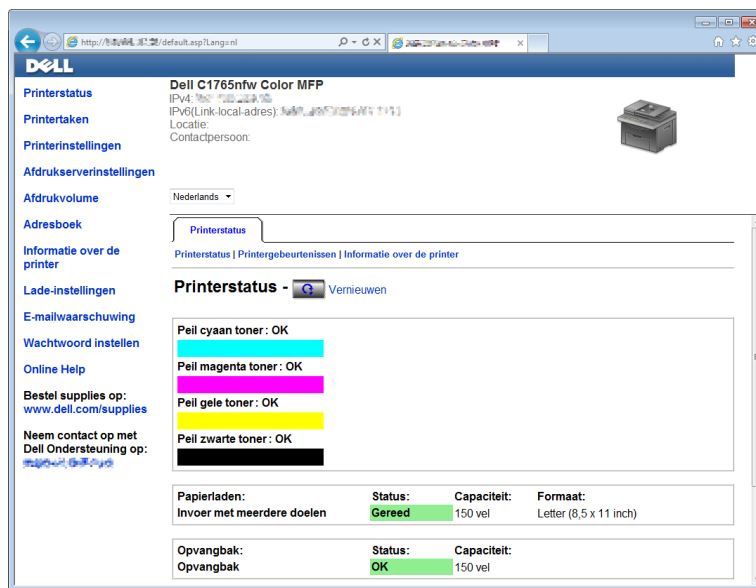 http:// /default.asp?Lang=nl
DELL
Printerstatus
Printertaken
Printerinstellingen
Afdrukserverinstellingen
Afdrukvolume
Adresboek
Informatie over de
printer
Lade-instellingen
E-mailwaarschuwing
Wachtwoord instellen
Online Help
Bestel supplies op:
www.dell.com/supplies
Neem contact op met
Dell Ondersteuning op:
Dell C1765nfw Color MFP
IPv4:
IPv6(Link-local-adres):
Locatie:
Contactpersoon:
Nederlands
Printerstatus
Printerstatus | Printergebeurtenissen | Informatie over de printer
Printerstatus - Vernieuwen
Peil cyaan toner: OK
Peil magenta toner: OK
Peil gele toner: OK
Peil zwarte toner: OK
Papierladen: Status: Capaciteit: Formaat:
Invoer met meerdere doelen Gereed 150 vel Letter (8,5 x 11 inch)
Opvangbak: Status: Capaciteit:
Opvangbak OK 150 vel